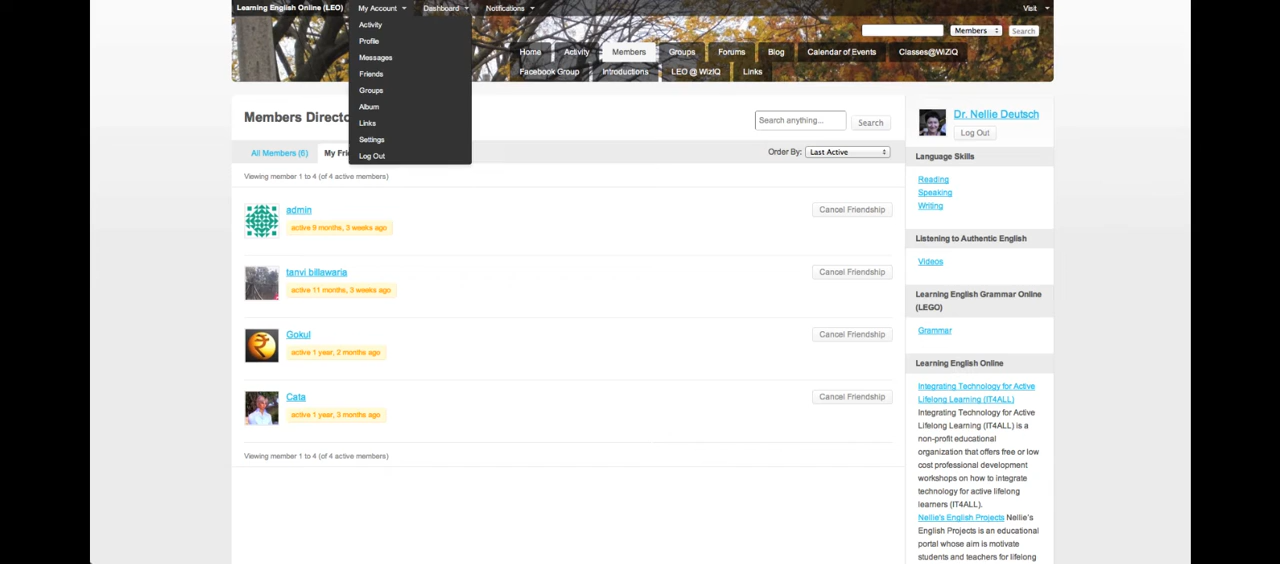 Learning English Online (LEO) My Account Dashboard Notifications Visit
Activity
Profile
Messages
Friends
Groups
Album
Links
Settings
Log Out
Members Search
Home Activity Members Groups Forums Blog Calendar of Events Classes@WiZiQ
Facebook Group Introductions LEO @ WizIQ Links
Members Directo
Search anything... Search
All Members (6) My Frie
Order By: Last Active
Viewing member 1 to 4 (of 4 active members)
admin Cancel Friendship
active 9 months, 3 weeks ago
tanvi billawaria Cancel Friendship
active 11 months, 3 weeks ago
Gokul Cancel Friendship
active 1 year, 2 months ago
Cata Cancel Friendship
active 1 year, 3 months ago
Viewing member 1 to 4 (of 4 active members)
Dr. Nellie Deutsch
Log Out
Language Skills
Reading
Speaking
Writing
Listening to Authentic English
Videos
Learning English Grammar Online
(LEGO)
Grammar
Learning English Online
Integrating Technology for Active
Lifelong Learning (IT4ALL)
Integrating Technology for Active
Lifelong Learning (IT4ALL) is a
non-profit educational
organization that offers free or low
cost professional development
workshops on how to integrate
technology for active lifelong
learners (IT4ALL).
Nellie's English Projects Nellie's
English Projects is an educational
portal whose aim is motivate
students and teachers for lifelong